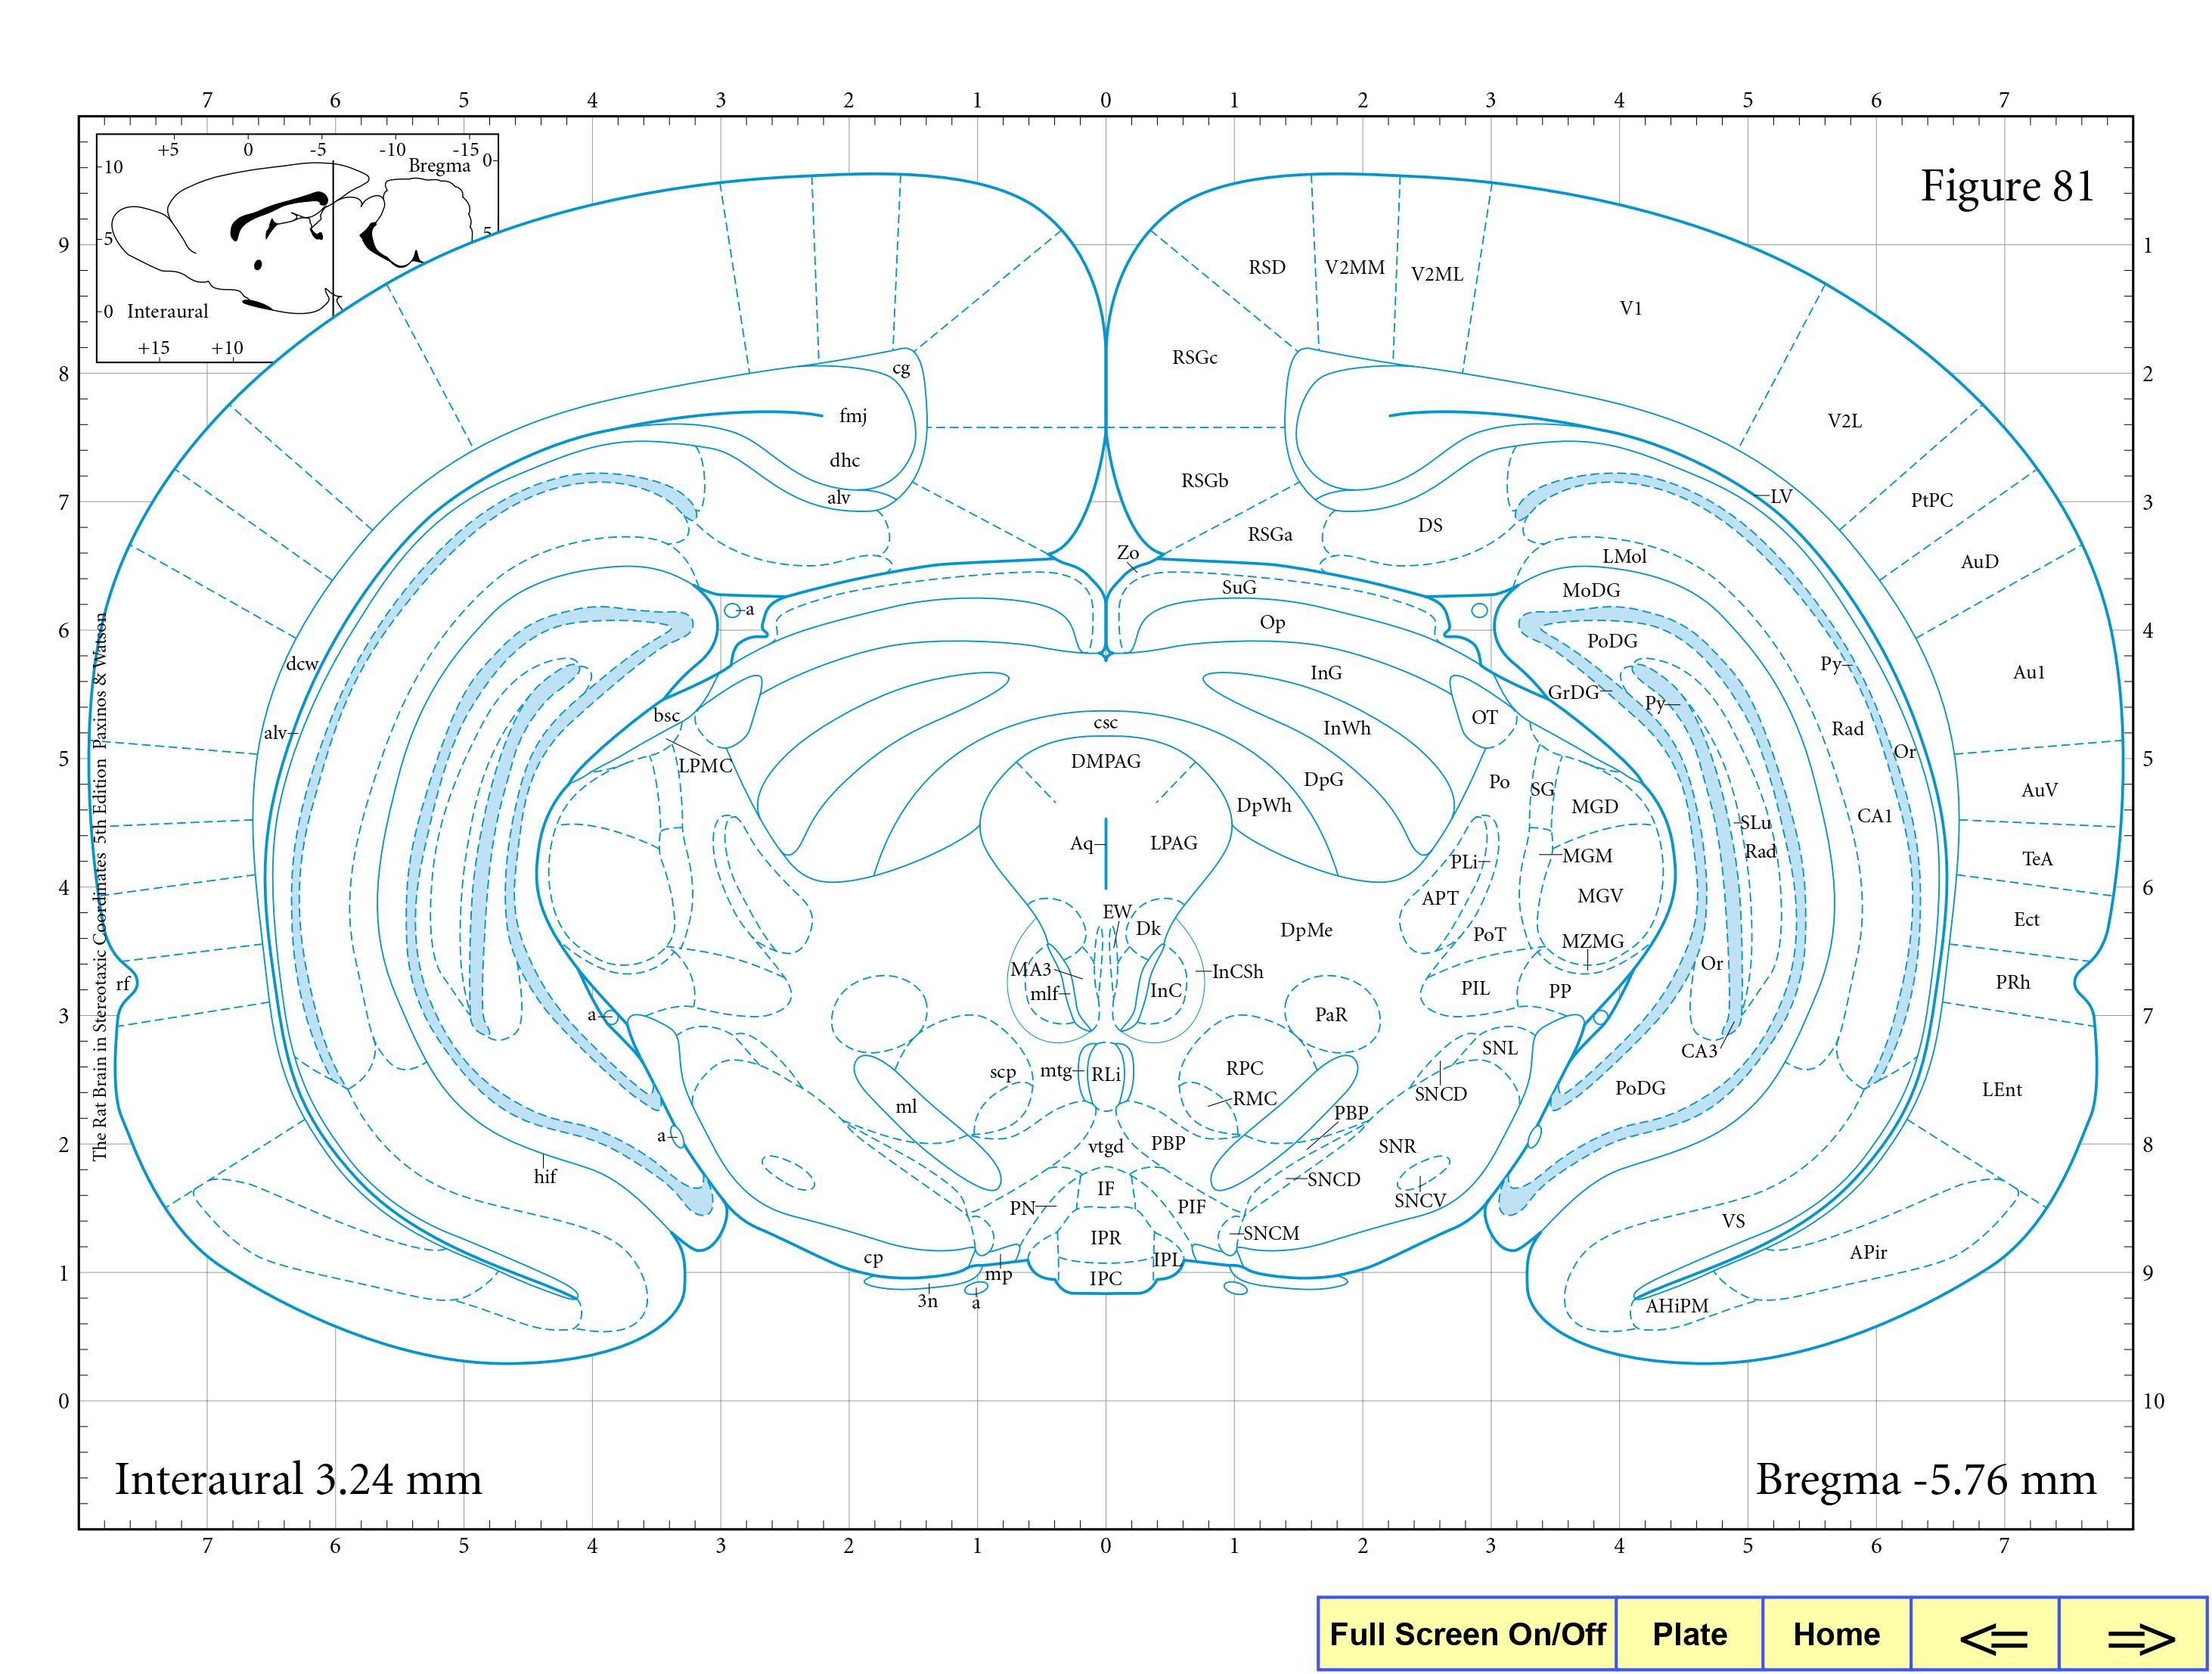 7 6 5 4 3 2 1 0 1 2 3 4 5 6 7
+5 0 -5 -10 -15
Bregma 0
10
5 5
0 Interaural
+15 +10
Figure 81
9 1
8 2
7 3
6 4
5 5
4 6
3 7
2 8
1 9
0 10
The Rat Brain in Stereotaxic Coordinates 5th Edition Paxinos & Watson
RSD V2MM V2ML
V1
RSGc
cg
fmj
V2L
dhc
RSGb
alv
LV
PtPC
DS
RSGa
Zo
LMol
AuD
SuG
MoDG
a
Op
PoDG
dcw
Py
InG
Au1
GrDG
Py
bsc
OT
csc
InWh
Rad
alv
Or
DMPAG
LPMC
DpG
Po
SG
AuV
DpWh
MGD
CA1
SLu
Aq
LPAG
Rad
MGM
TeA
PLi
APT
MGV
EW
Ect
Dk
DpMe
PoT
MZMG
Or
MA3
InCSh
rf
PRh
mlf
InC
PIL
PP
a
PaR
SNL
CA3
scp
mtg
RLi
RPC
PoDG
LEnt
SNCD
RMC
ml
PBP
a
vtgd
PBP
SNR
hif
SNCD
IF
SNCV
PN
PIF
VS
SNCM
IPR
APir
cp
IPL
mp
IPC
3n
a
AHiPM
Interaural 3.24 mm
Bregma -5.76 mm
7 6 5 4 3 2 1 0 1 2 3 4 5 6 7
Full Screen On/Off Plate Home <= =>